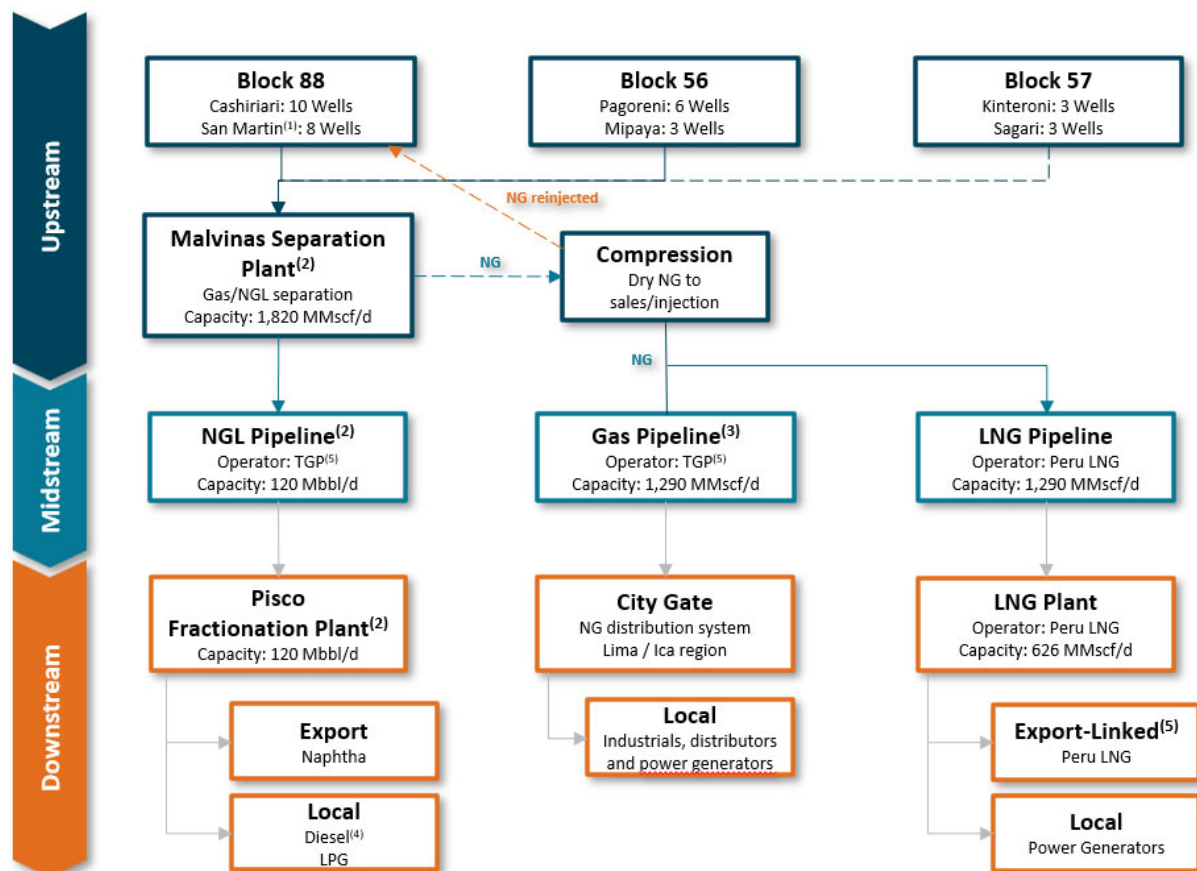 Upstream
Block 88
Cashiriari: 10 Wells
San Martin(1): 8 Wells
Block 56
Pagoreni: 6 Wells
Mipaya: 3 Wells
Block 57
Kinteroni: 3 Wells
Sagari: 3 Wells
NG reinjected
Malvinas Separation
Plant(2)
Gas/NGL separation
Capacity: 1,820 MMscf/d
NG
Compression
Dry NG to
sales/injection
NG
Midstream
NGL Pipeline(2)
Operator: TGP(5)
Capacity: 120 Mbbl/d
Gas Pipeline(3)
Operator: TGP(5)
Capacity: 1,290 MMscf/d
LNG Pipeline
Operator: Peru LNG
Capacity: 1,290 MMscf/d
Downstream
Pisco
Fractionation Plant(2)
Capacity: 120 Mbbl/d
City Gate
NG distribution system
Lima / Ica region
LNG Plant
Operator: Peru LNG
Capacity: 626 MMscf/d
Export
Naphtha
Local
Diesel(4)
LPG
Local
Industrials, distributors
and power generators
Export-Linked(5)
Peru LNG
Local
Power Generators